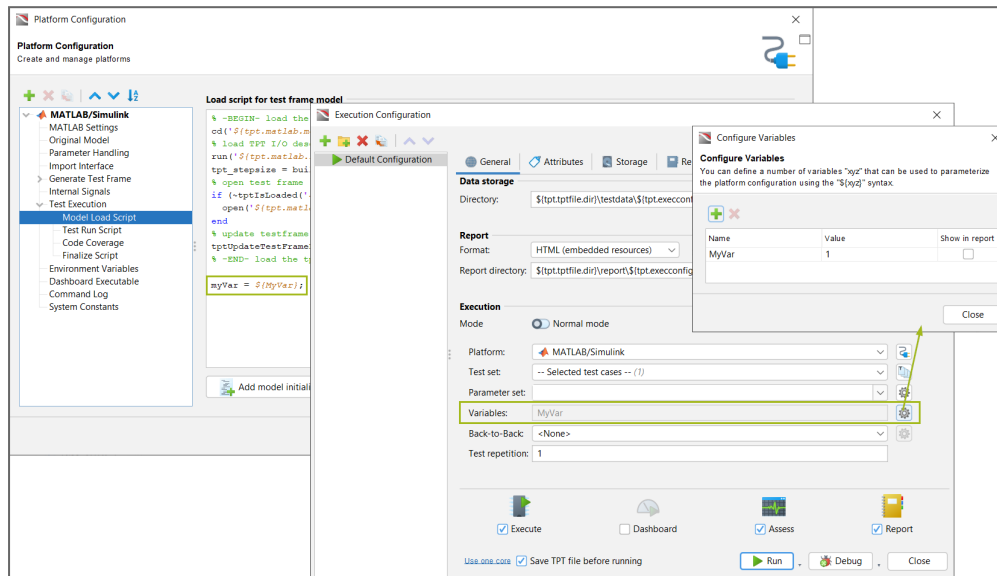 Platform Configuration
Platform Configuration
Create and manage platforms
MATLAB/Simulink
MATLAB Settings
Original Model
Parameter Handling
Import Interface
Generate Test Frame
Internal Signals
Test Execution
Model Load Script
Test Run Script
Code Coverage
Finalize Script
Environment Variables
Dashboard Executable
Command Log
System Constants
Load script for test frame model
% -BEGIN- load the
cd('${tpt.matlab.m
% load TPT I/O des
run('${tpt.matlab.
tpt_stepsize = bui
% open test frame
if (~tptIsLoaded('
open('${tpt.matl
end
% update testframe
tptUpdateTestFrame
% -END- load the t
myVar = ${MyVar};
Add model initiali
Execution Configuration
Default Configuration
General
Attributes
Storage
Re
Data storage
Directory:
${tpt.tptfile.dir}\testdata\${tpt.execconf
Report
Format:
HTML (embedded resources)
Report directory:
${tpt.tptfile.dir}\report\${tpt.execconfig
Execution
Mode
Normal mode
Platform:
MATLAB/Simulink
Test set:
-- Selected test cases -- (1)
Parameter set:
Variables:
MyVar
Back-to-Back:
<None>
Test repetition:
1
Execute
Dashboard
Assess
Report
Use one core
Save TPT file before running
Run
Debug
Close
Configure Variables
Configure Variables
You can define a number of variables "xyz" that can be used to parameterize
the platform configuration using the "${xyz}" syntax.
Name
Value
Show in report
MyVar
1
Close